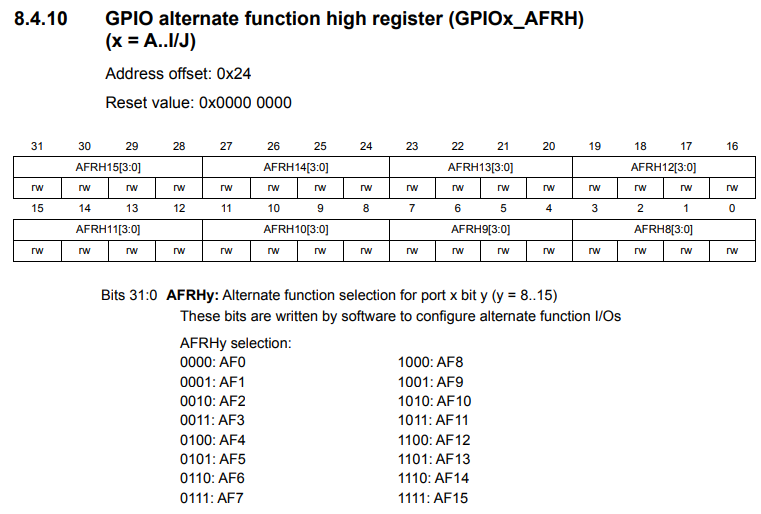 8.4.10 GPIO alternate function high register (GPIOx_AFRH)
(x = A..I/J)
Address offset: 0x24
Reset value: 0x0000 0000
31 30 29 28 27 26 25 24 23 22 21 20 19 18 17 16
AFRH15[3:0] AFRH14[3:0] AFRH13[3:0] AFRH12[3:0]
rw rw rw rw rw rw rw rw rw rw rw rw rw rw rw rw
15 14 13 12 11 10 9 8 7 6 5 4 3 2 1 0
AFRH11[3:0] AFRH10[3:0] AFRH9[3:0] AFRH8[3:0]
rw rw rw rw rw rw rw rw rw rw rw rw rw rw rw rw
Bits 31:0 AFRHy: Alternate function selection for port x bit y (y = 8..15)
These bits are written by software to configure alternate function I/Os
AFRHy selection:
0000: AF0 1000: AF8
0001: AF1 1001: AF9
0010: AF2 1010: AF10
0011: AF3 1011: AF11
0100: AF4 1100: AF12
0101: AF5 1101: AF13
0110: AF6 1110: AF14
0111: AF7 1111: AF15